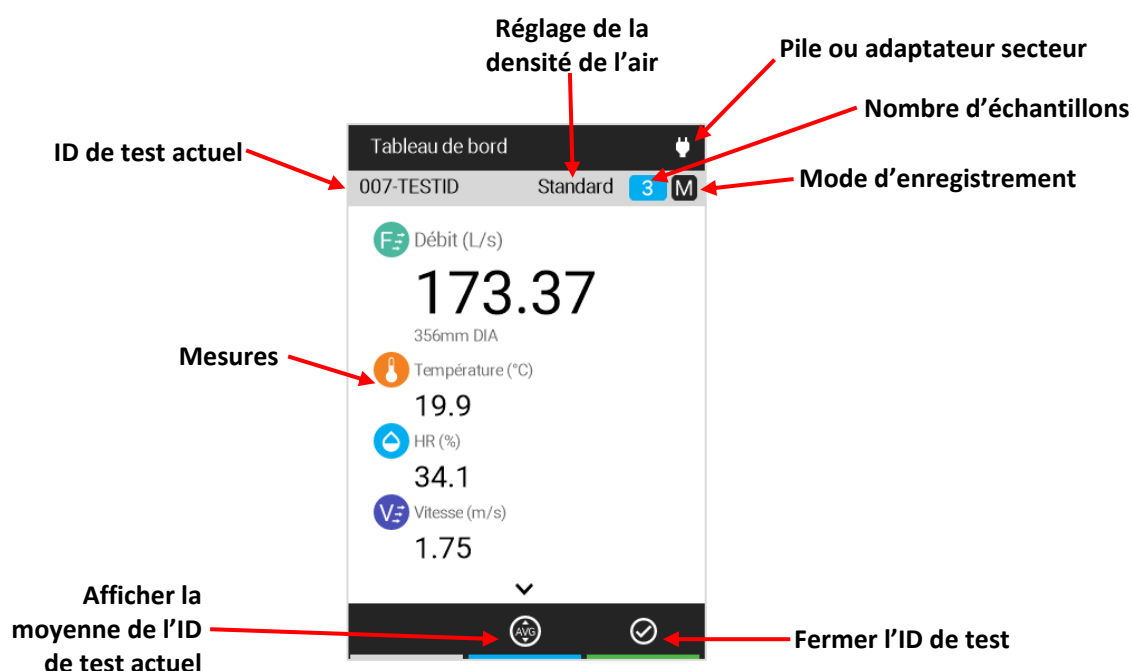 Réglage de la
densité de l’air
Pile ou adaptateur secteur
Nombre d’échantillons
ID de test actuel
Mode d’enregistrement
Tableau de bord
007-TESTID Standard 3 M
F Débit (L/s)
173.37
356mm DIA
Mesures
Température (°C)
19.9
HR (%)
34.1
V Vitesse (m/s)
1.75
Afficher la
moyenne de l’ID
de test actuel
AVG
Fermer l’ID de test